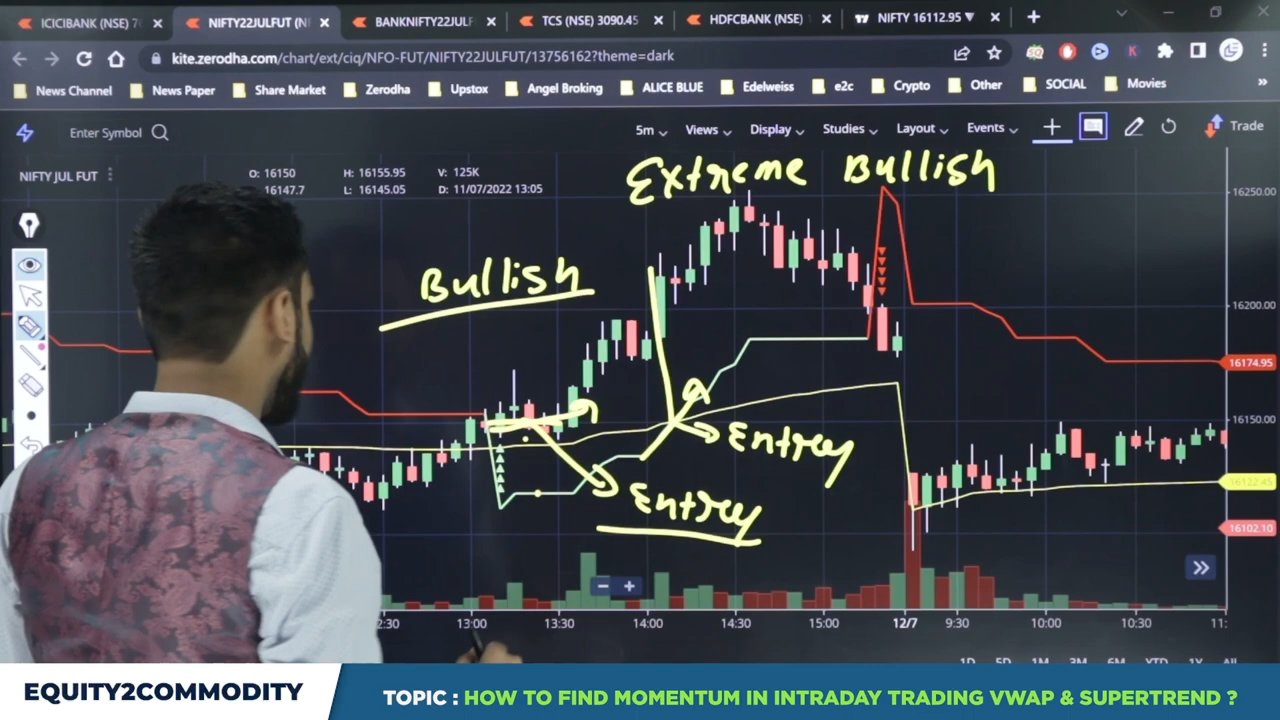 ICICIBANK (NSE) 7
NIFTY22JULFUT (N
BANKNIFTY22JULF
TCS (NSE) 3090.45
HDFCBANK (NSE)
NIFTY 16112.95 ▼
kite.zerodha.com/chart/ext/ciq/NFO-FUT/NIFTY22JULFUT/13756162?theme=dark
News Channel News Paper Share Market Zerodha Upstox Angel Broking ALICE BLUE Edelweiss e2c Crypto Other SOCIAL Movies »
Enter Symbol 5m Views Display Studies Layout Events Trade
NIFTY JUL FUT O: 16150 H: 16155.95 V: 125K
16147.7 L: 16145.05 D: 11/07/2022 13:05
Extreme Bullish
16250.00
Bullish
16200.00
16174.95
16150.00
Entrey
16122.45
Entrey
16102.10
2:30 13:00 13:30 14:00 14:30 15:00 12/7 9:30 10:00 10:30 11:
1D 5D 1M 3M 6M YTD 1Y All
EQUITY2COMMODITY
TOPIC : HOW TO FIND MOMENTUM IN INTRADAY TRADING VWAP & SUPERTREND ?